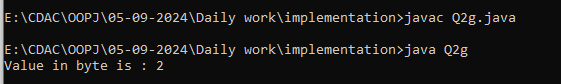 E:\CDAC\OOPJ\05-09-2024\Daily work\implementation>javac Q2g.java
E:\CDAC\OOPJ\05-09-2024\Daily work\implementation>java Q2g
Value in byte is : 2